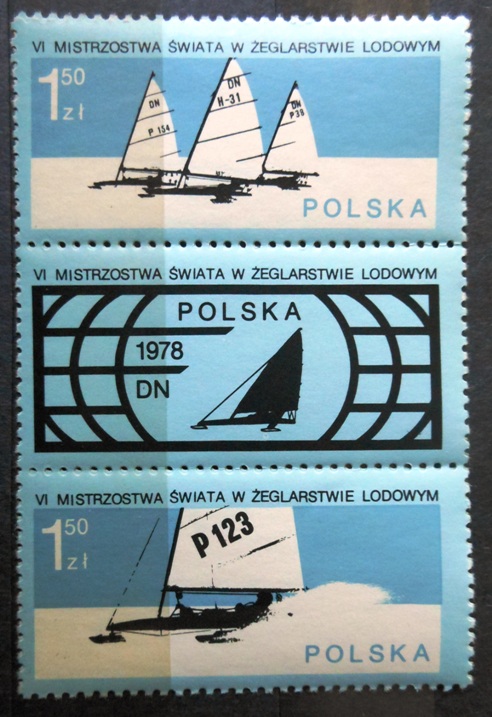 VI MISTRZOSTWA ŚWIATA W ŻEGLARSTWIE LODOWYM
1 50 zł
DN
P 154
DN
H-31
DN
P 38
POLSKA
VI MISTRZOSTWA ŚWIATA W ŻEGLARSTWIE LODOWYM
POLSKA
1978
DN
VI MISTRZOSTWA ŚWIATA W ŻEGLARSTWIE LODOWYM
1 50 zł
P 123
POLSKA